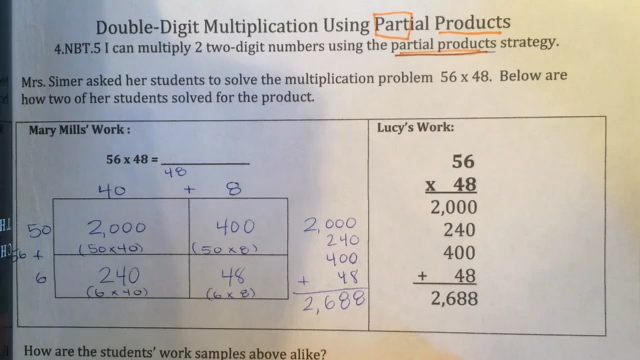 Double-Digit Multiplication Using Partial Products
4.NBT.5 I can multiply 2 two-digit numbers using the partial products strategy.
Mrs. Simer asked her students to solve the multiplication problem 56 x 48. Below are
how two of her students solved for the product.
Mary Mills' Work :
56 x 48 =
48
40 + 8
50 2,000 400
(50x40) (50x8)
56 +
6 240 48
(6x40) (6x8)
2,000
240
400
+ 48
2,688
Lucy's Work:
56
x 48
2,000
240
400
+ 48
2,688
How are the students' work samples above alike?